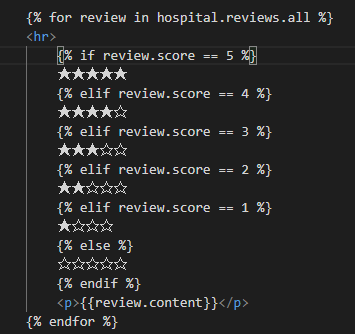 {% for review in hospital.reviews.all %}
<hr>
{% if review.score == 5 %}
★★★★★
{% elif review.score == 4 %}
★★★★☆
{% elif review.score == 3 %}
★★★☆☆
{% elif review.score == 2 %}
★★☆☆☆
{% elif review.score == 1 %}
★☆☆☆
{% else %}
☆☆☆☆☆
{% endif %}
<p>{{review.content}}</p>
{% endfor %}